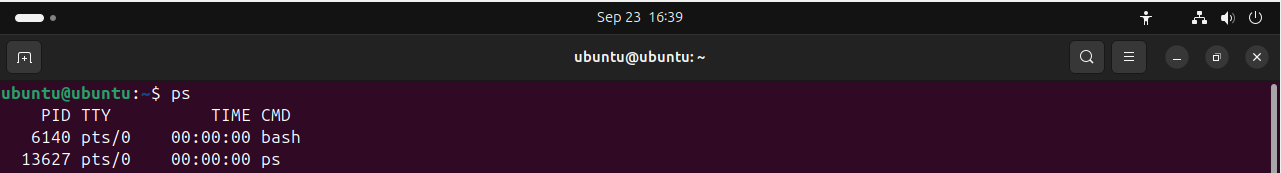 Sep 23 16:39
ubuntu@ubuntu: ~
ubuntu@ubuntu:~$ ps
    PID TTY          TIME CMD
   6140 pts/0    00:00:00 bash
  13627 pts/0    00:00:00 ps